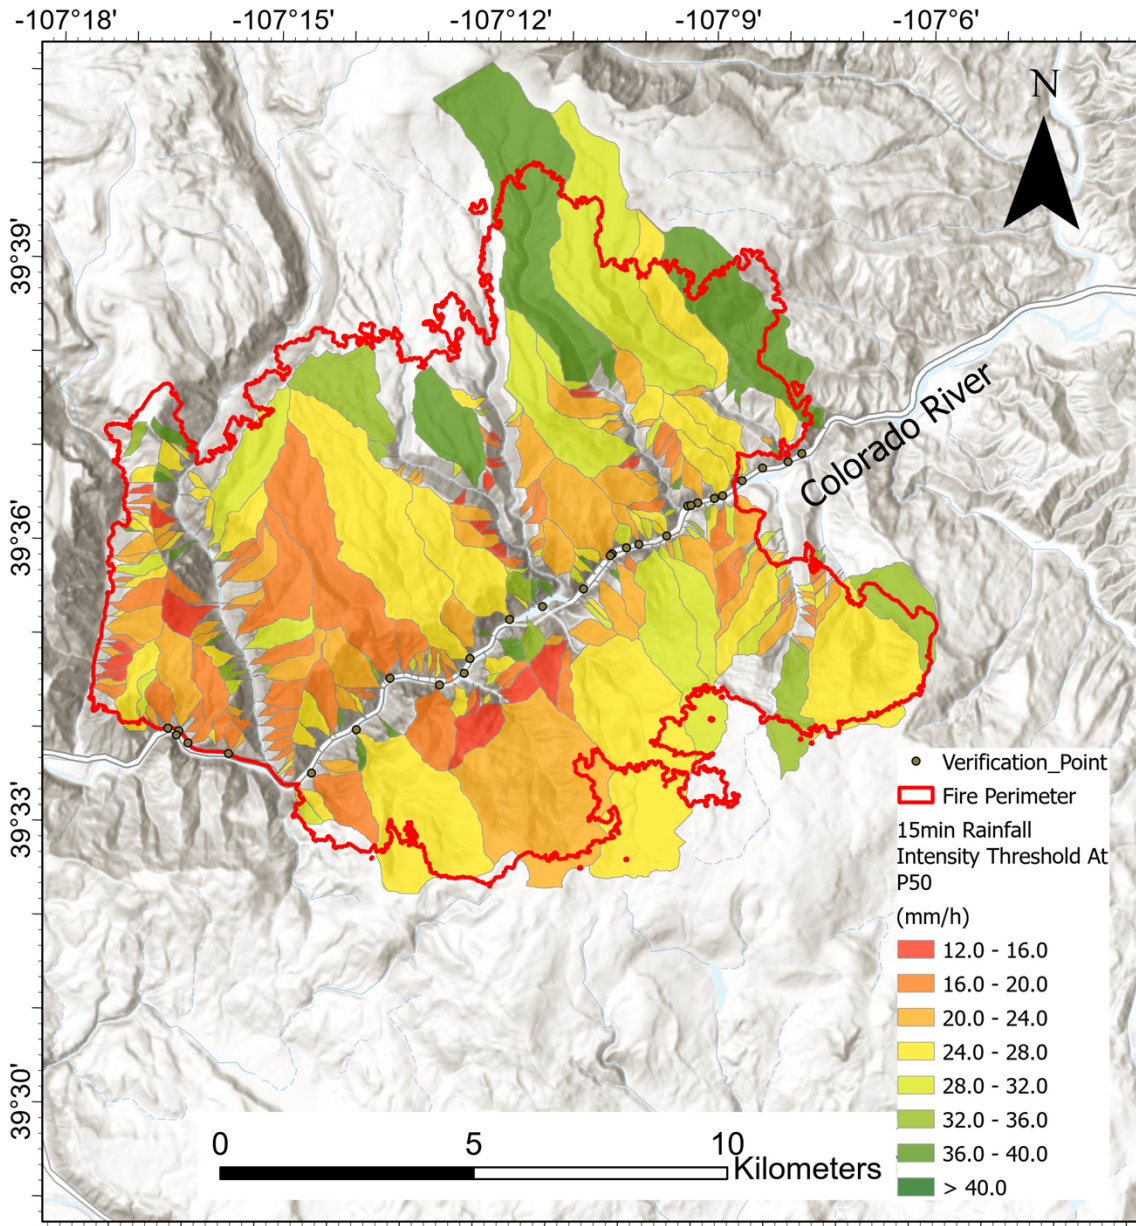 -107°18' -107°15' -107°12' -107°9' -107°6'
N
39°39'
Colorado River
39°36'
39°33'
39°30'
Verification_Point
Fire Perimeter
15min Rainfall
Intensity Threshold At
P50
(mm/h)
12.0 - 16.0
16.0 - 20.0
20.0 - 24.0
24.0 - 28.0
28.0 - 32.0
32.0 - 36.0
36.0 - 40.0
> 40.0
0 5 10
Kilometers